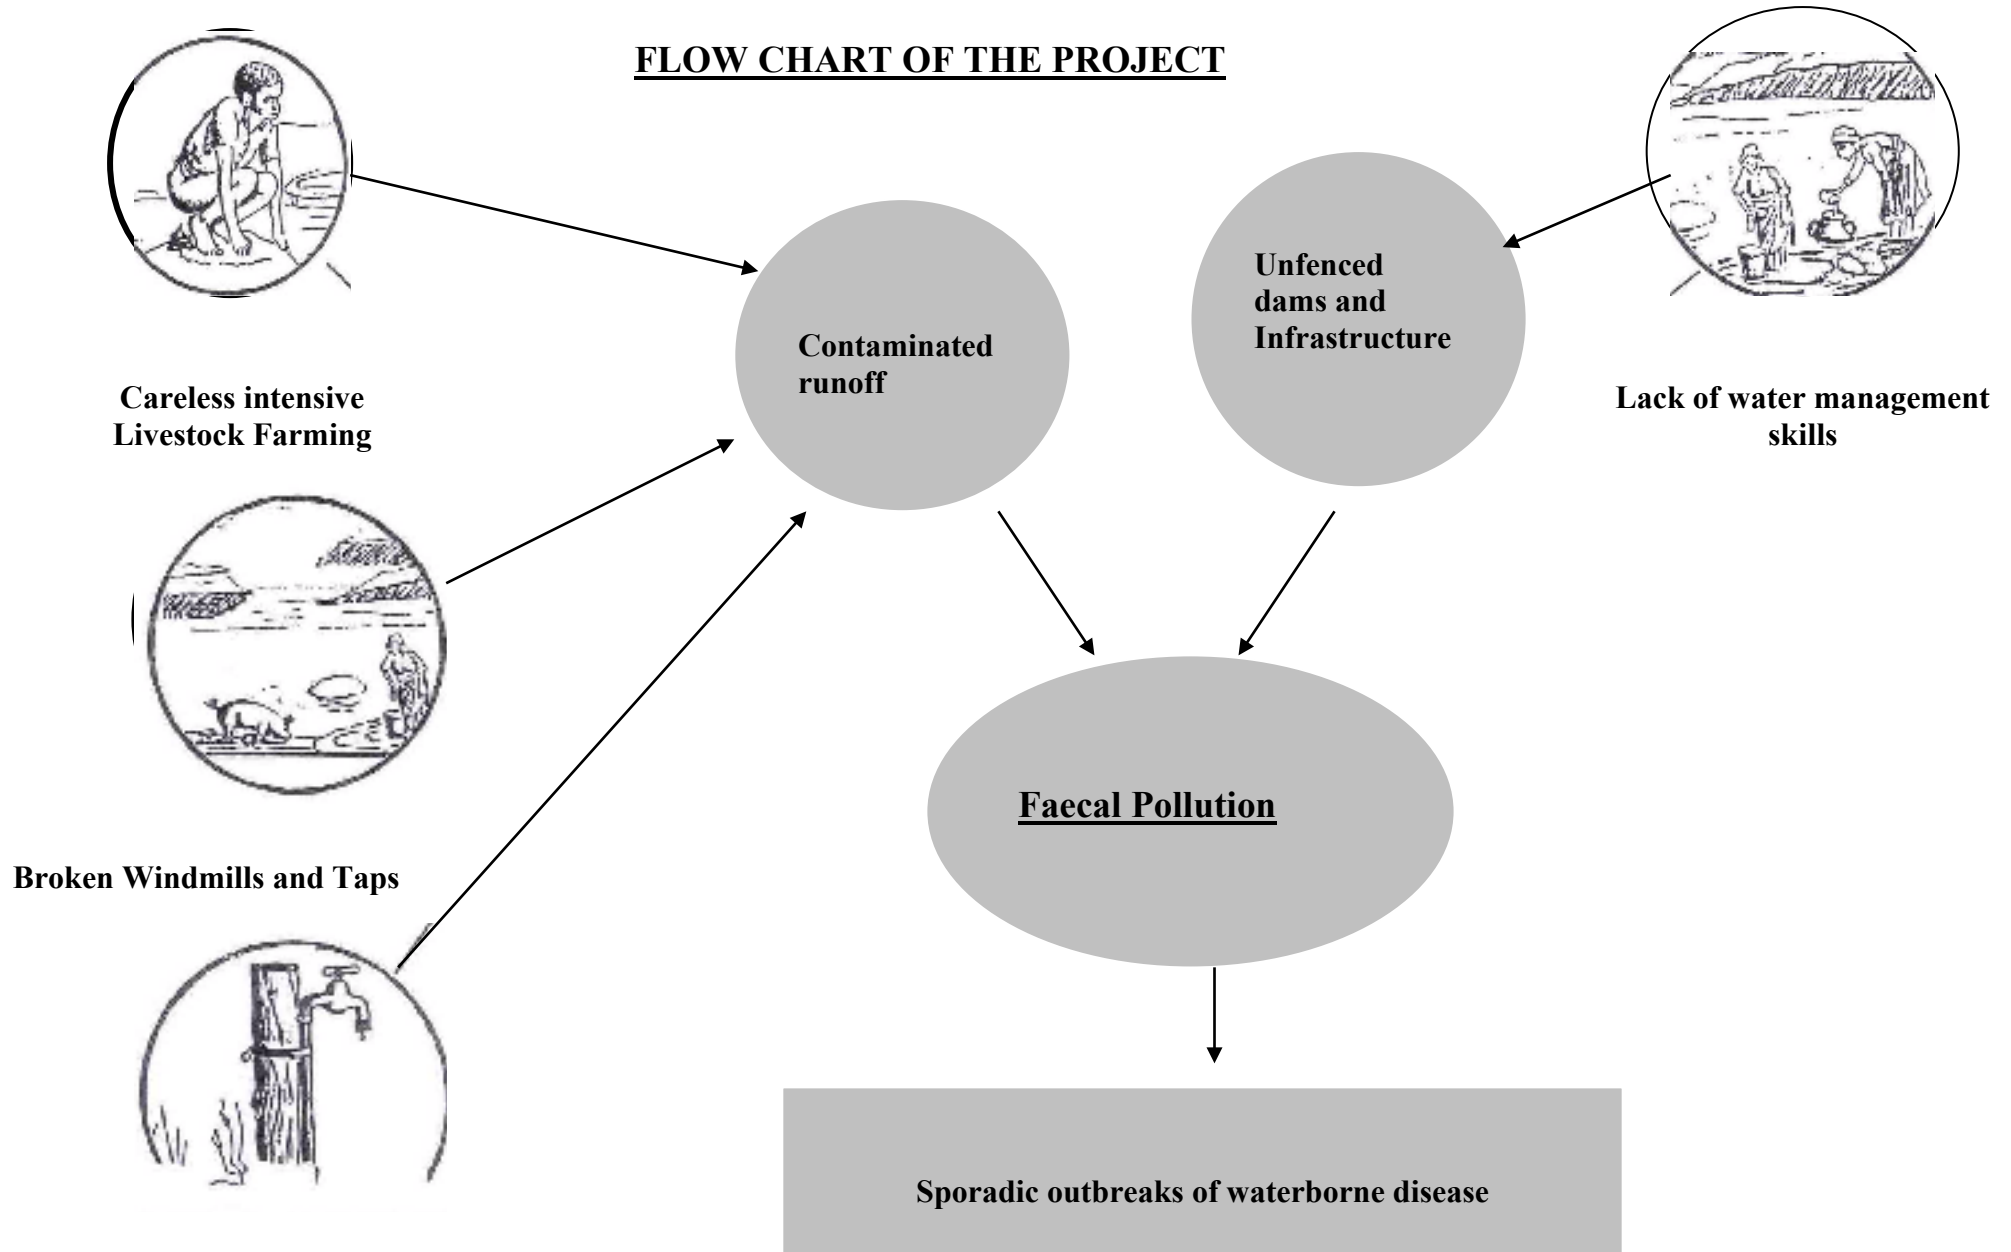 FLOW CHART OF THE PROJECT
Unfenced
dams and
Infrastructure
Contaminated
runoff
Careless intensive
Livestock Farming
Lack of water management
skills
Faecal Pollution
Broken Windmills and Taps
Sporadic outbreaks of waterborne disease